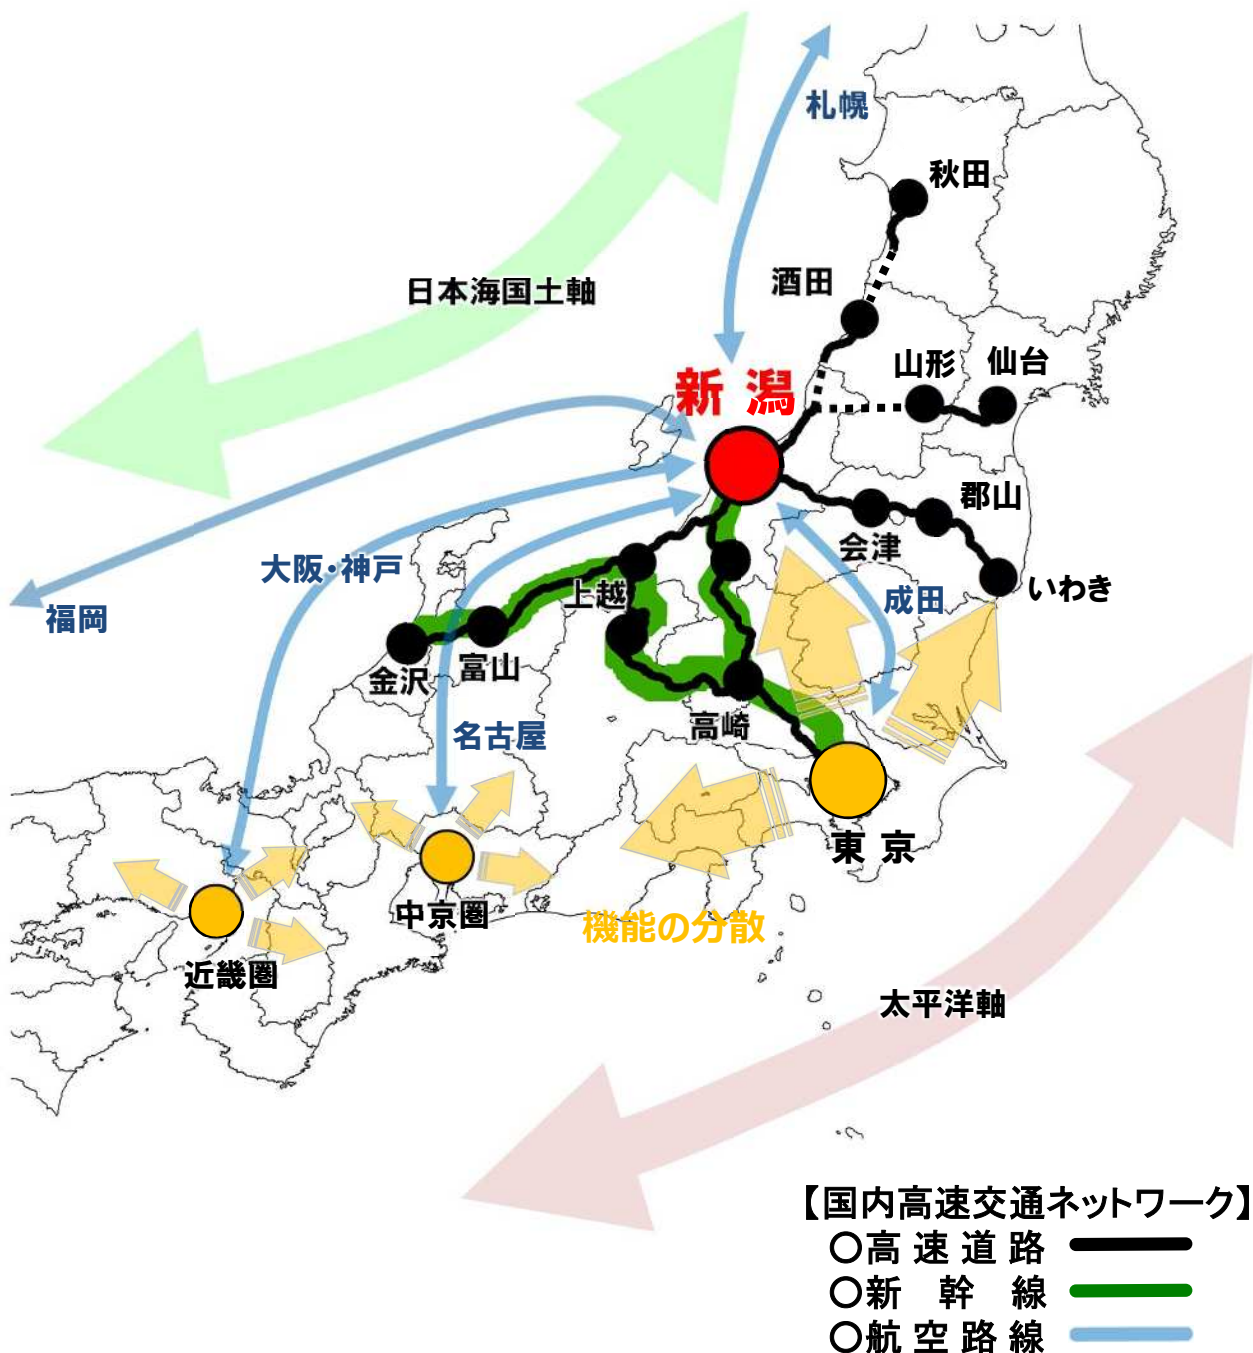 札幌
秋田
酒田
日本海国土軸
山形
仙台
新潟
郡山
会津
大阪・神戸
上越
成田
いわき
福岡
富山
金沢
高崎
名古屋
東京
中京圏
機能の分散
近畿圏
太平洋軸
【国内高速交通ネットワーク】
○高速道路
○新幹線
○航空路線